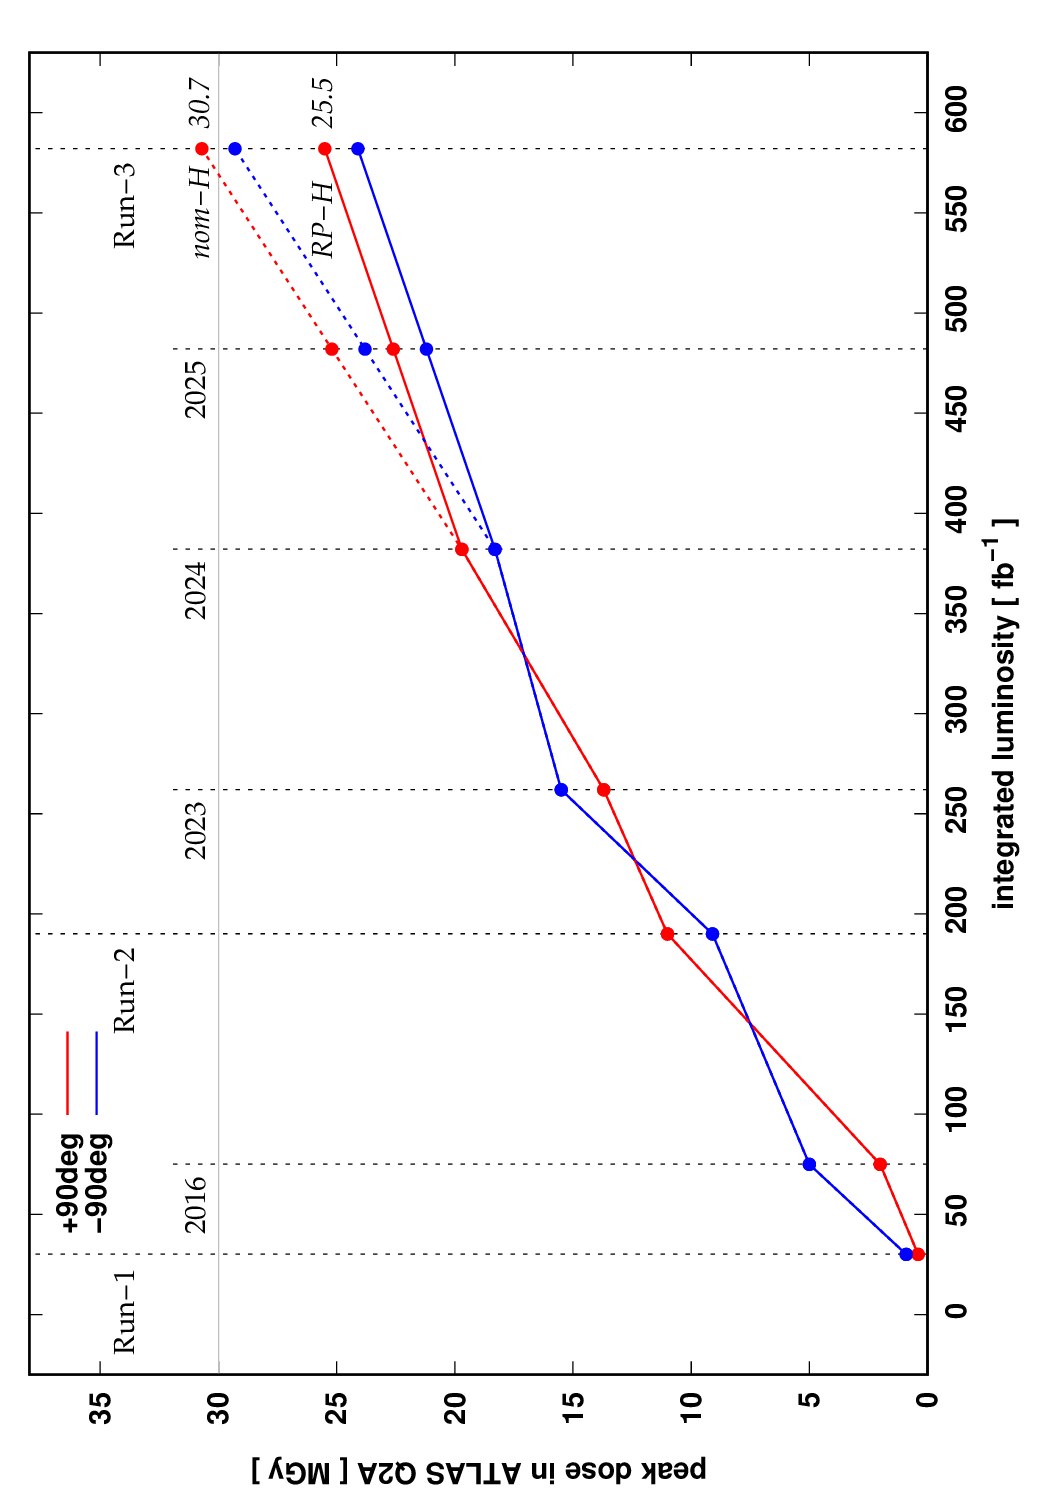 +90deg
−90deg
Run−1
Run−2
Run−3
2016
2023
2024
2025
nom−H 30.7
RP−H 25.5
35
30
25
20
15
10
5
0
peak dose in ATLAS Q2A [ MGy ]
0 50 100 150 200 250 300 350 400 450 500 550 600
integrated luminosity [ fb⁻¹ ]